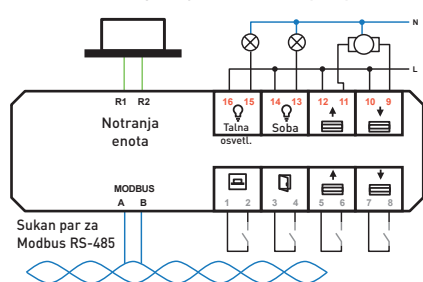 N
L
R1 R2
16 15 14 13 12 11 10 9
Notranja
enota
Talna
osvetl.
Soba
MODBUS
A B
1 2 3 4 5 6 7 8
Sukan par za
Modbus RS-485